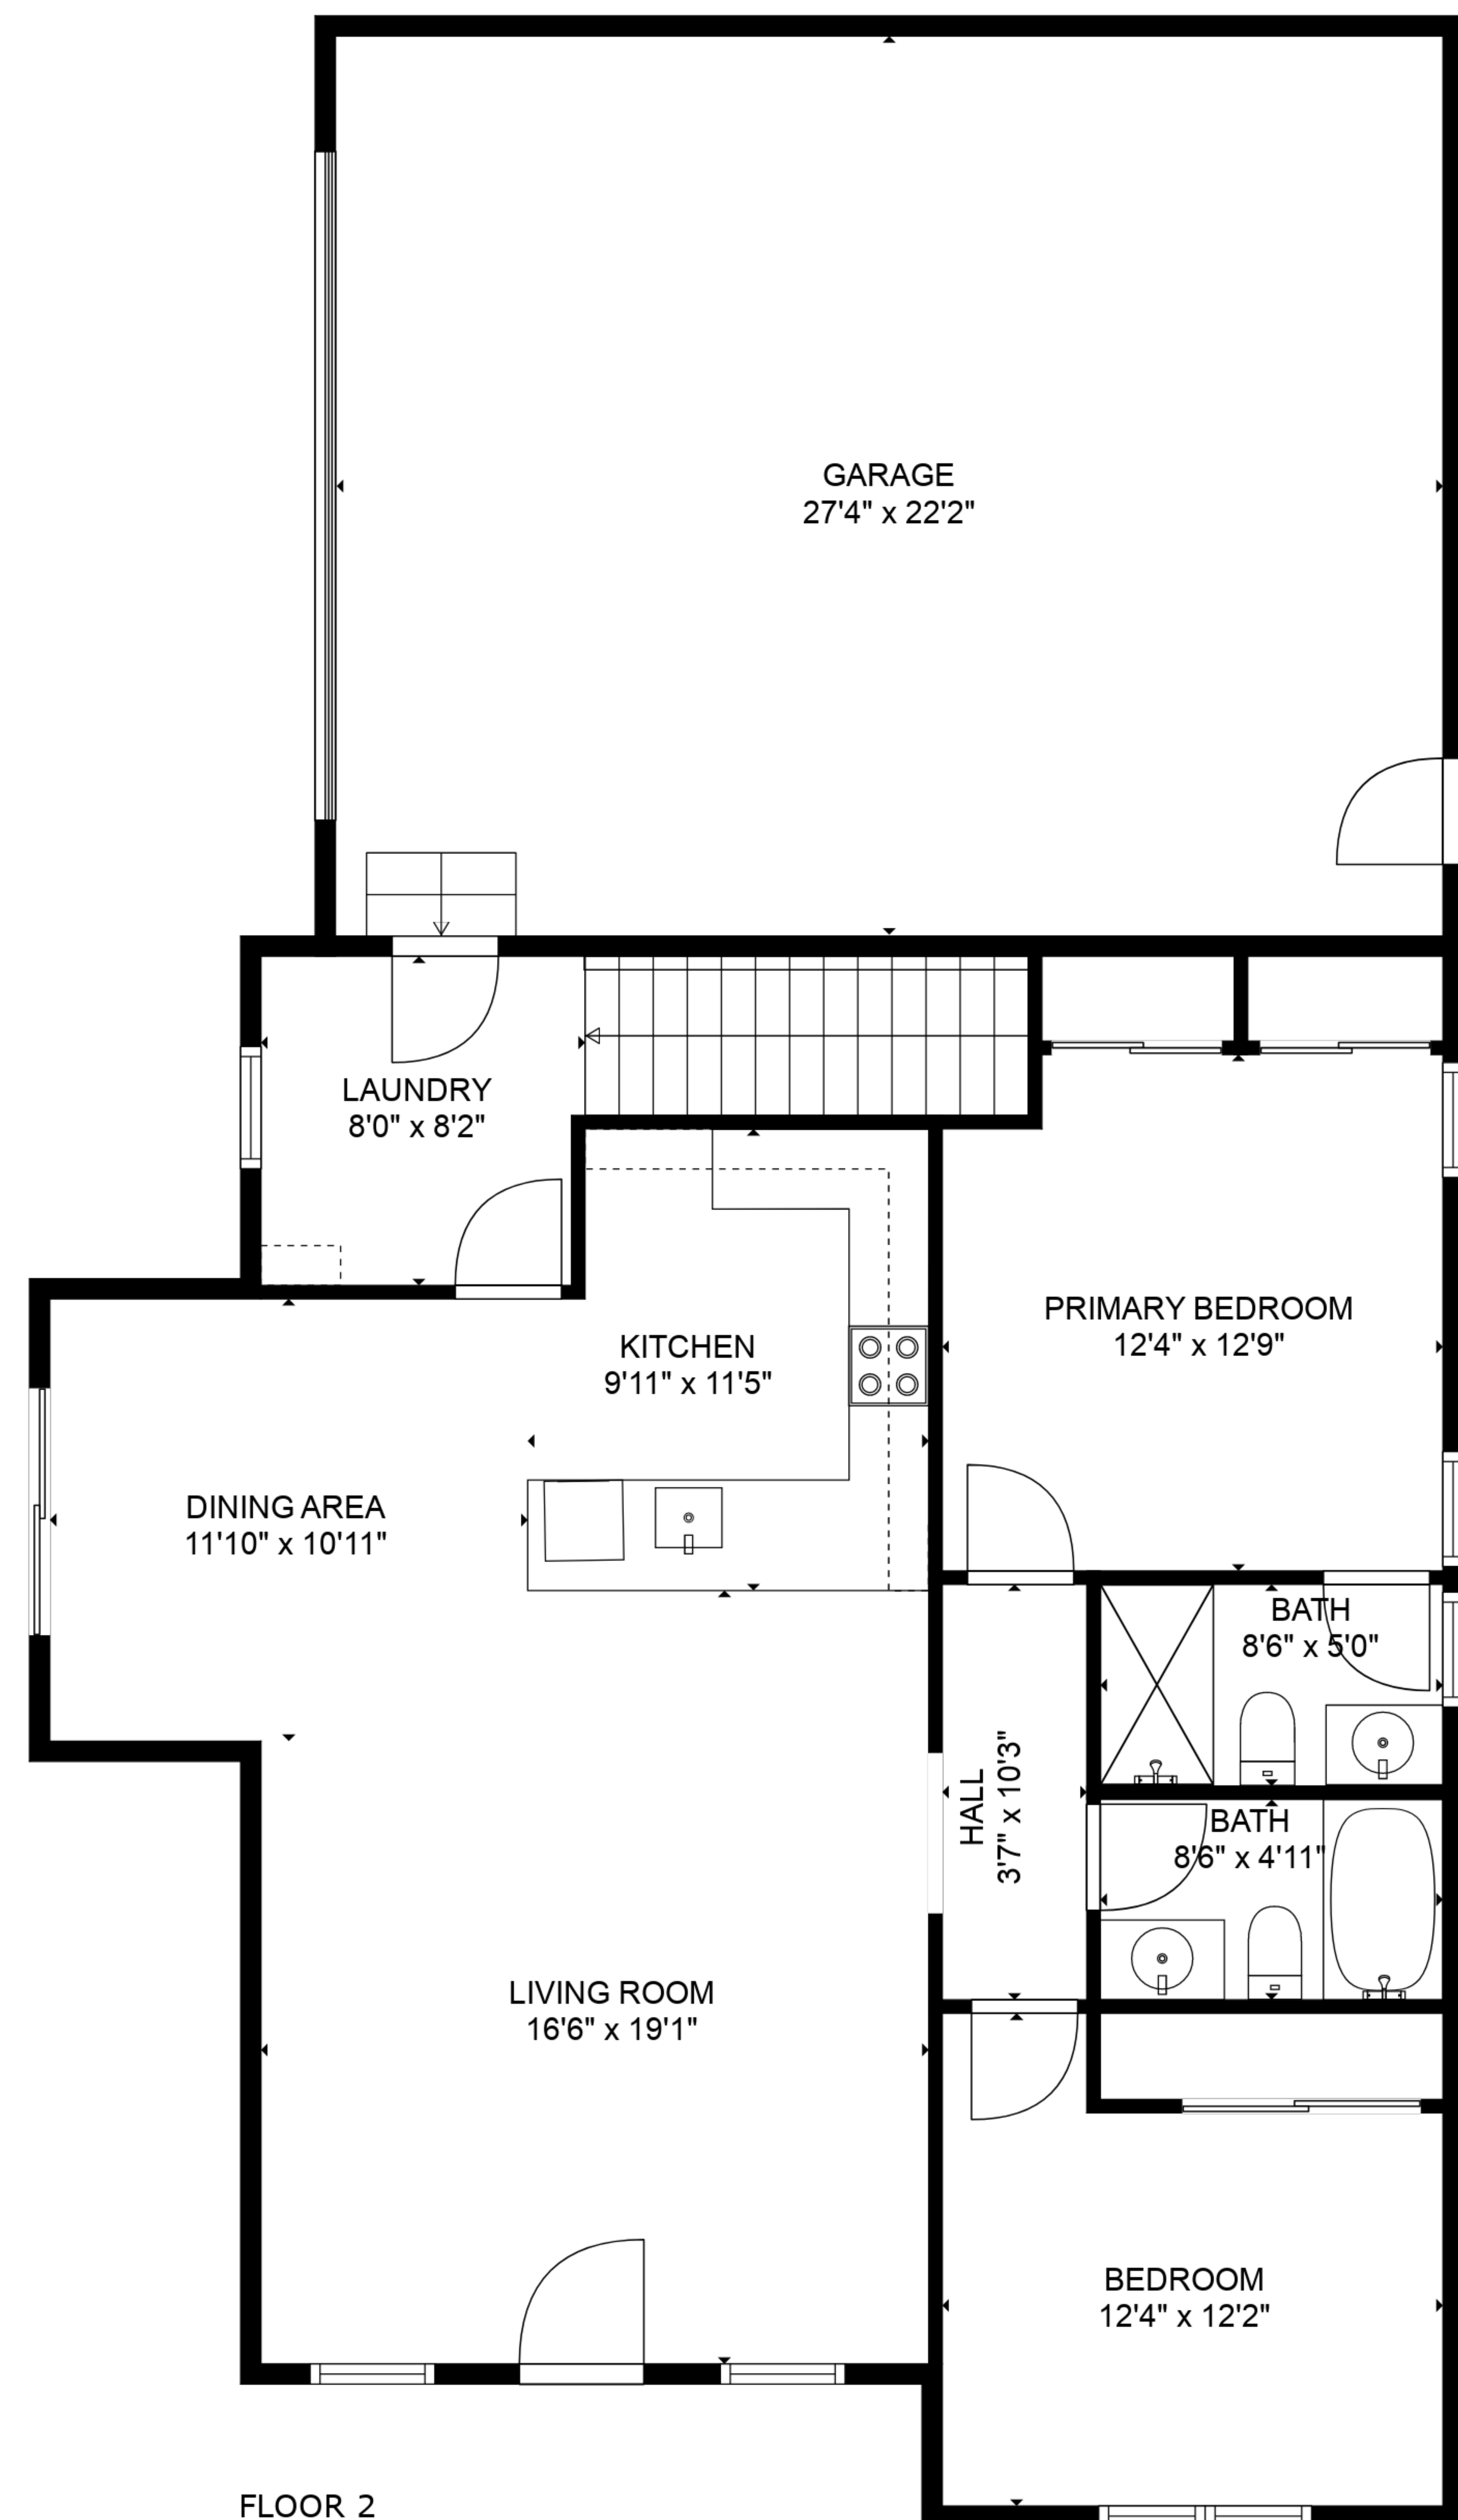 GARAGE
27'4" x 22'2"
LAUNDRY
8'0" x 8'2"
KITCHEN
9'11" x 11'5"
PRIMARY BEDROOM
12'4" x 12'9"
DINING AREA
11'10" x 10'11"
BATH
8'6" x 5'0"
HALL
3'7" x 10'3"
BATH
8'6" x 4'11"
LIVING ROOM
16'6" x 19'1"
BEDROOM
12'4" x 12'2"
FLOOR 2